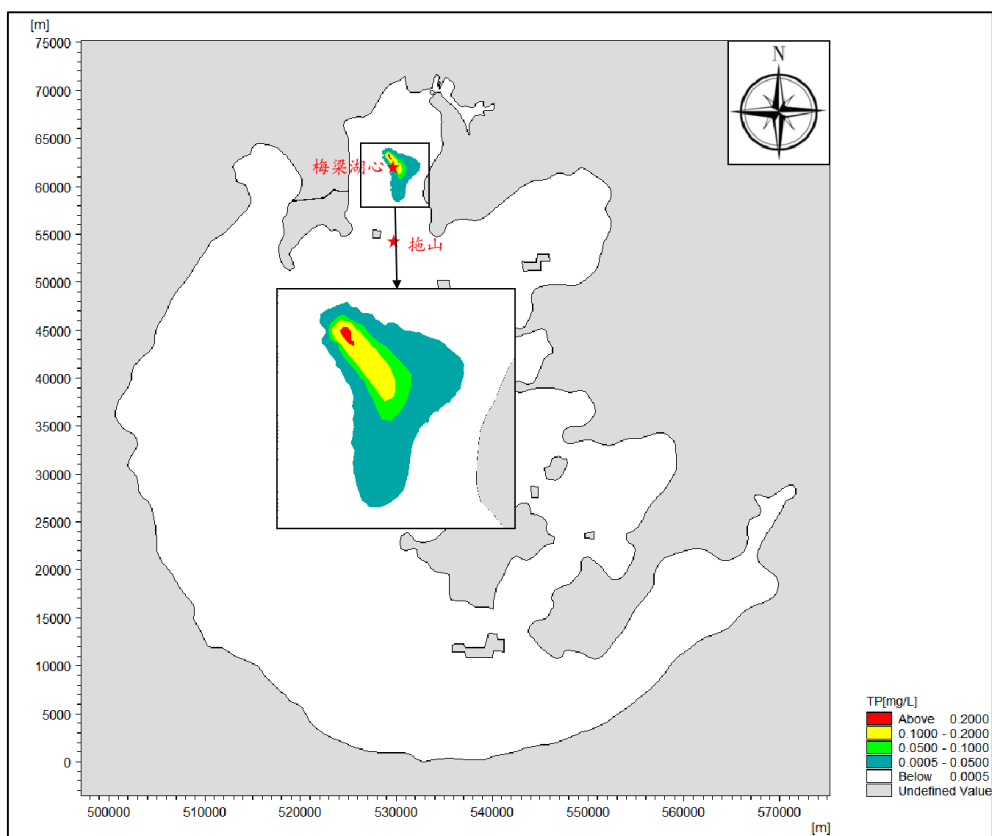 [m]
N
75000
70000
65000
60000
55000
50000
45000
40000
35000
30000
25000
20000
15000
10000
5000
0
梅梁湖心
拖山
TP[mg/L]
Above 0.2000
0.1000 - 0.2000
0.0500 - 0.1000
0.0005 - 0.0500
Below 0.0005
Undefined Value
500000 510000 520000 530000 540000 550000 560000 570000
[m]